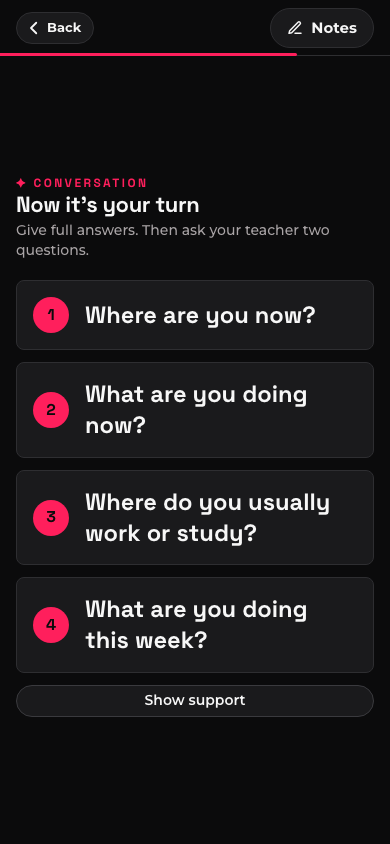 Back
Notes
CONVERSATION
Now it's your turn
Give full answers. Then ask your teacher two
questions.
1 Where are you now?
2 What are you doing
now?
3 Where do you usually
work or study?
4 What are you doing
this week?
Show support